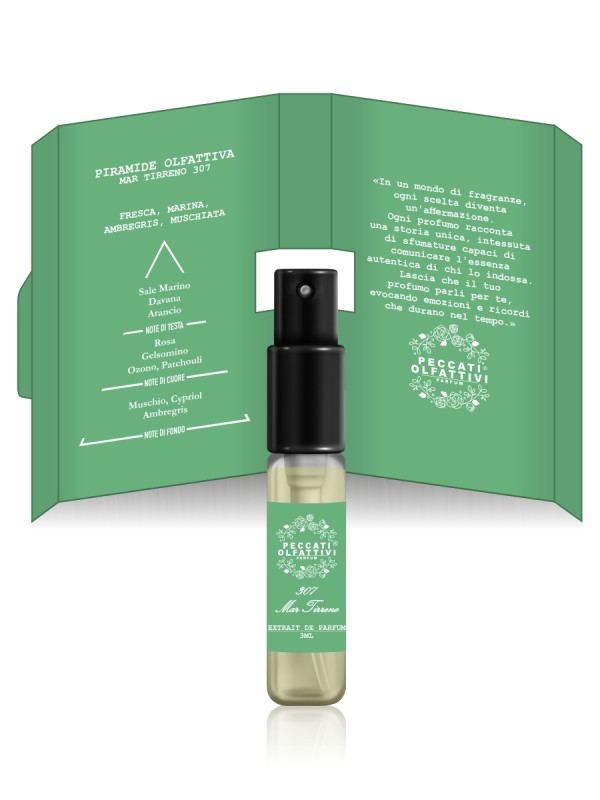 PIRAMIDE OLFATTIVA
MAR TIRRENO 307
FRESCA, MARINA,
AMBREGRIS, MUSCHIATA
Sale Marino
Davana
Arancio
NOTE DI TESTA
Rosa
Gelsomino
Ozono, Patchouli
NOTE DI CUORE
Muschio, Cypriol
Ambregris
NOTE DI FONDO
«In un mondo di fragranze,
ogni scelta diventa
un'affermazione.
Ogni profumo racconta
una storia unica, intessuta
di sfumature capaci di
comunicare l'essenza
autentica di chi lo indossa.
Lascia che il tuo
profumo parli per te,
evocando emozioni e ricordi
che durano nel tempo.»
PECCATI
OLFATTIVI
PARFUM
PECCATI
OLFATTIVI
PARFUM
307
Mar Tirreno
EXTRAIT DE PARFUM
3ML